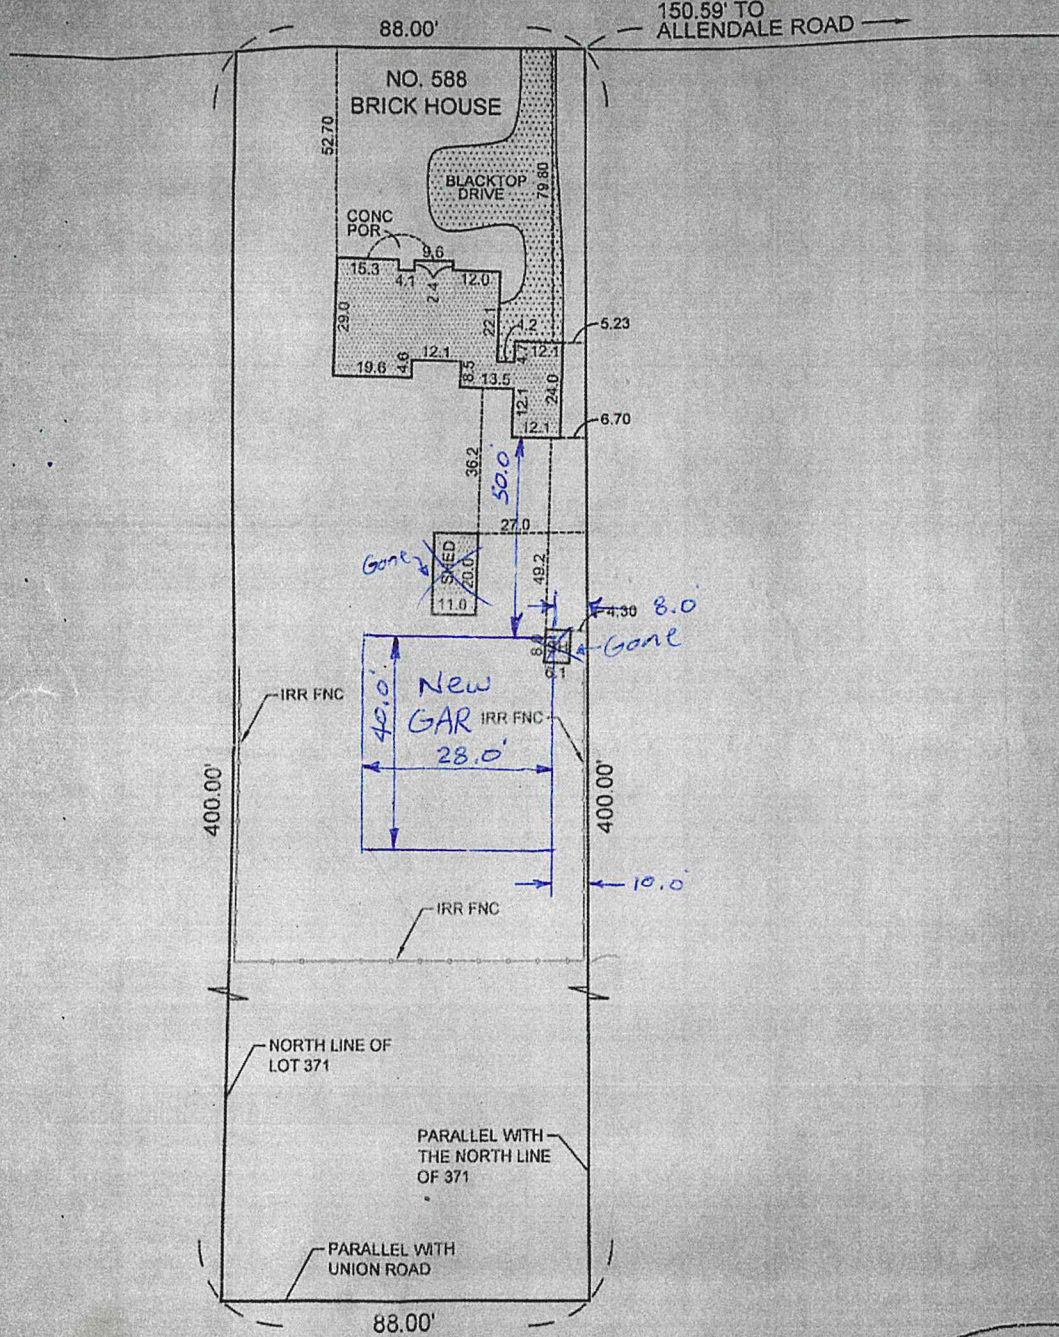 88.00'
150.59' TO
ALLENDALE ROAD
NO. 588
BRICK HOUSE
52.70
BLACKTOP
DRIVE
79.80
CONC
POR
9.6
15.3
4.1
2.4
12.0
29.0
22.1
4.2
5.23
4.7
12.1
12.1
19.6
4.6
8.5
13.5
24.0
12.1
12.1
6.70
36.2
50.0'
27.0
Gone
SHED
20.0
49.2
11.0
4.30
8.0'
Gone
6.1
IRR FNC
40.0'
New
GAR
IRR FNC
28.0'
400.00'
400.00'
10.0'
IRR FNC
NORTH LINE OF
LOT 371
PARALLEL WITH
THE NORTH LINE
OF 371
PARALLEL WITH
UNION ROAD
88.00'